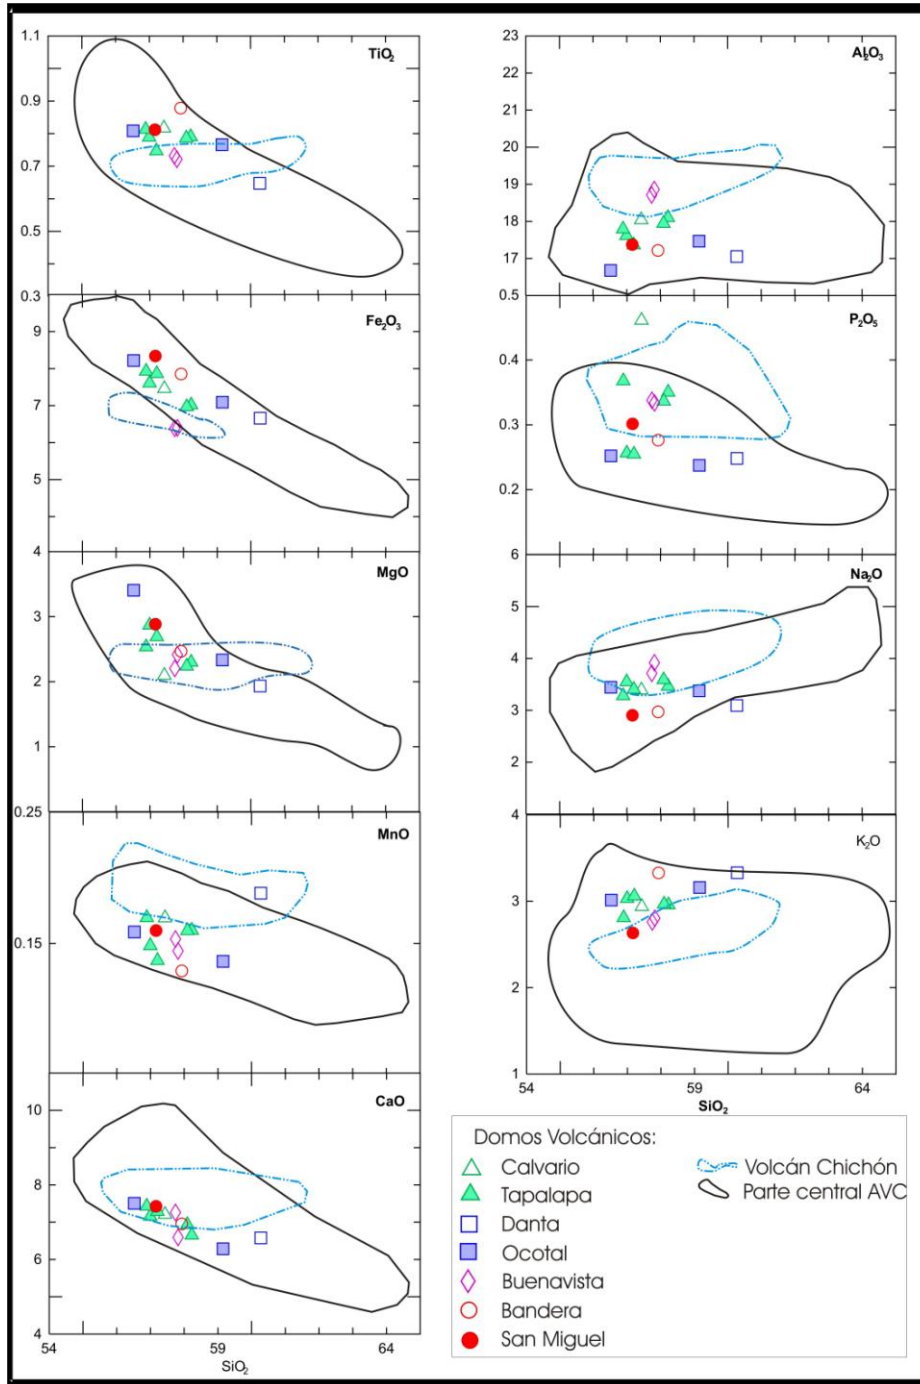 1.1
TiO₂
0.9
0.7
0.5
0.3
Fe₂O₃
9
7
5
4
MgO
3
2
1
0.25
MnO
0.15
CaO
10
8
6
4
54
59
64
SiO₂
23
Al₂O₃
22
21
20
19
18
17
0.5
P₂O₅
0.4
0.3
0.2
6
Na₂O
5
4
3
2
4
K₂O
3
2
1
54
59
64
SiO₂
Domos Volcánicos:
Calvario
Tapalapa
Danta
Ocotal
Buenavista
Bandera
San Miguel
Volcán Chichón
Parte central AVC